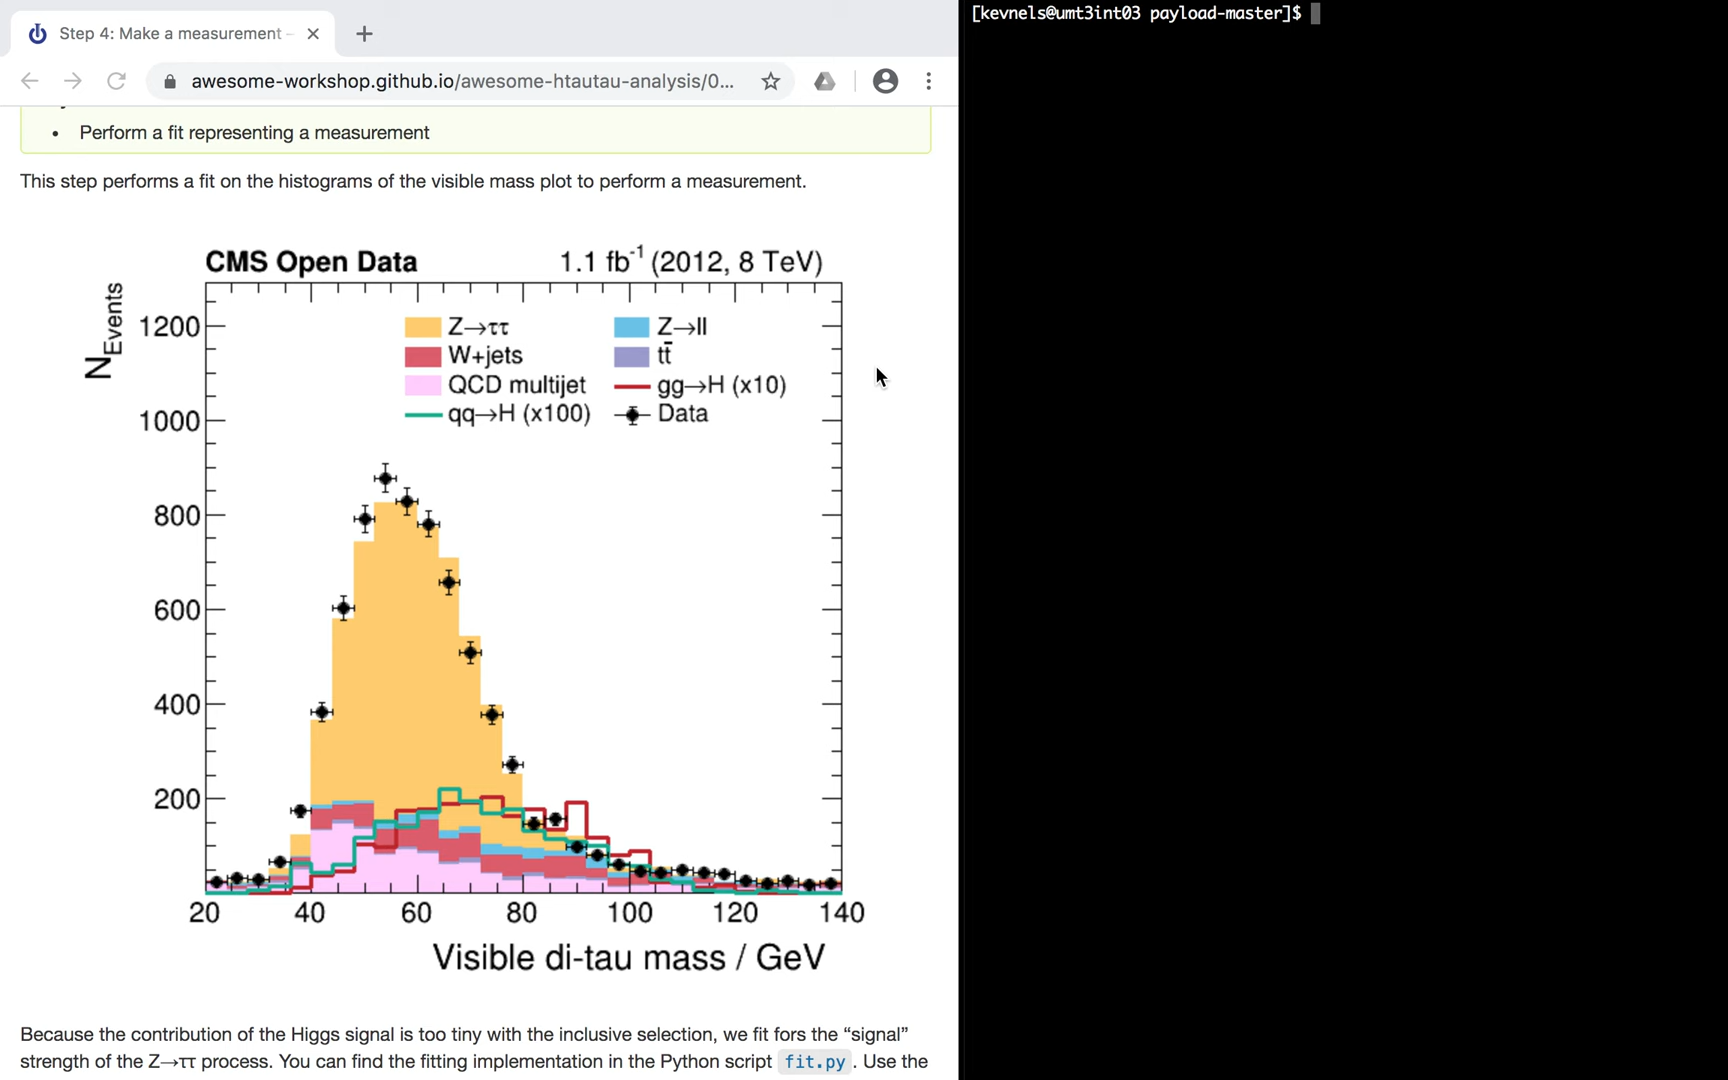 Step 4: Make a measurement –
awesome-workshop.github.io/awesome-htautau-analysis/0...
• Perform a fit representing a measurement
This step performs a fit on the histograms of the visible mass plot to perform a measurement.
CMS Open Data 1.1 fb⁻¹ (2012, 8 TeV)
N_Events
1200
1000
800
600
400
200
Z→ττ Z→ll
W+jets tt̄
QCD multijet gg→H (x10)
qq→H (x100) Data
20 40 60 80 100 120 140
Visible di-tau mass / GeV
Because the contribution of the Higgs signal is too tiny with the inclusive selection, we fit fors the “signal”
strength of the Z→ττ process. You can find the fitting implementation in the Python script fit.py . Use the
[kevnels@umt3int03 payload-master]$